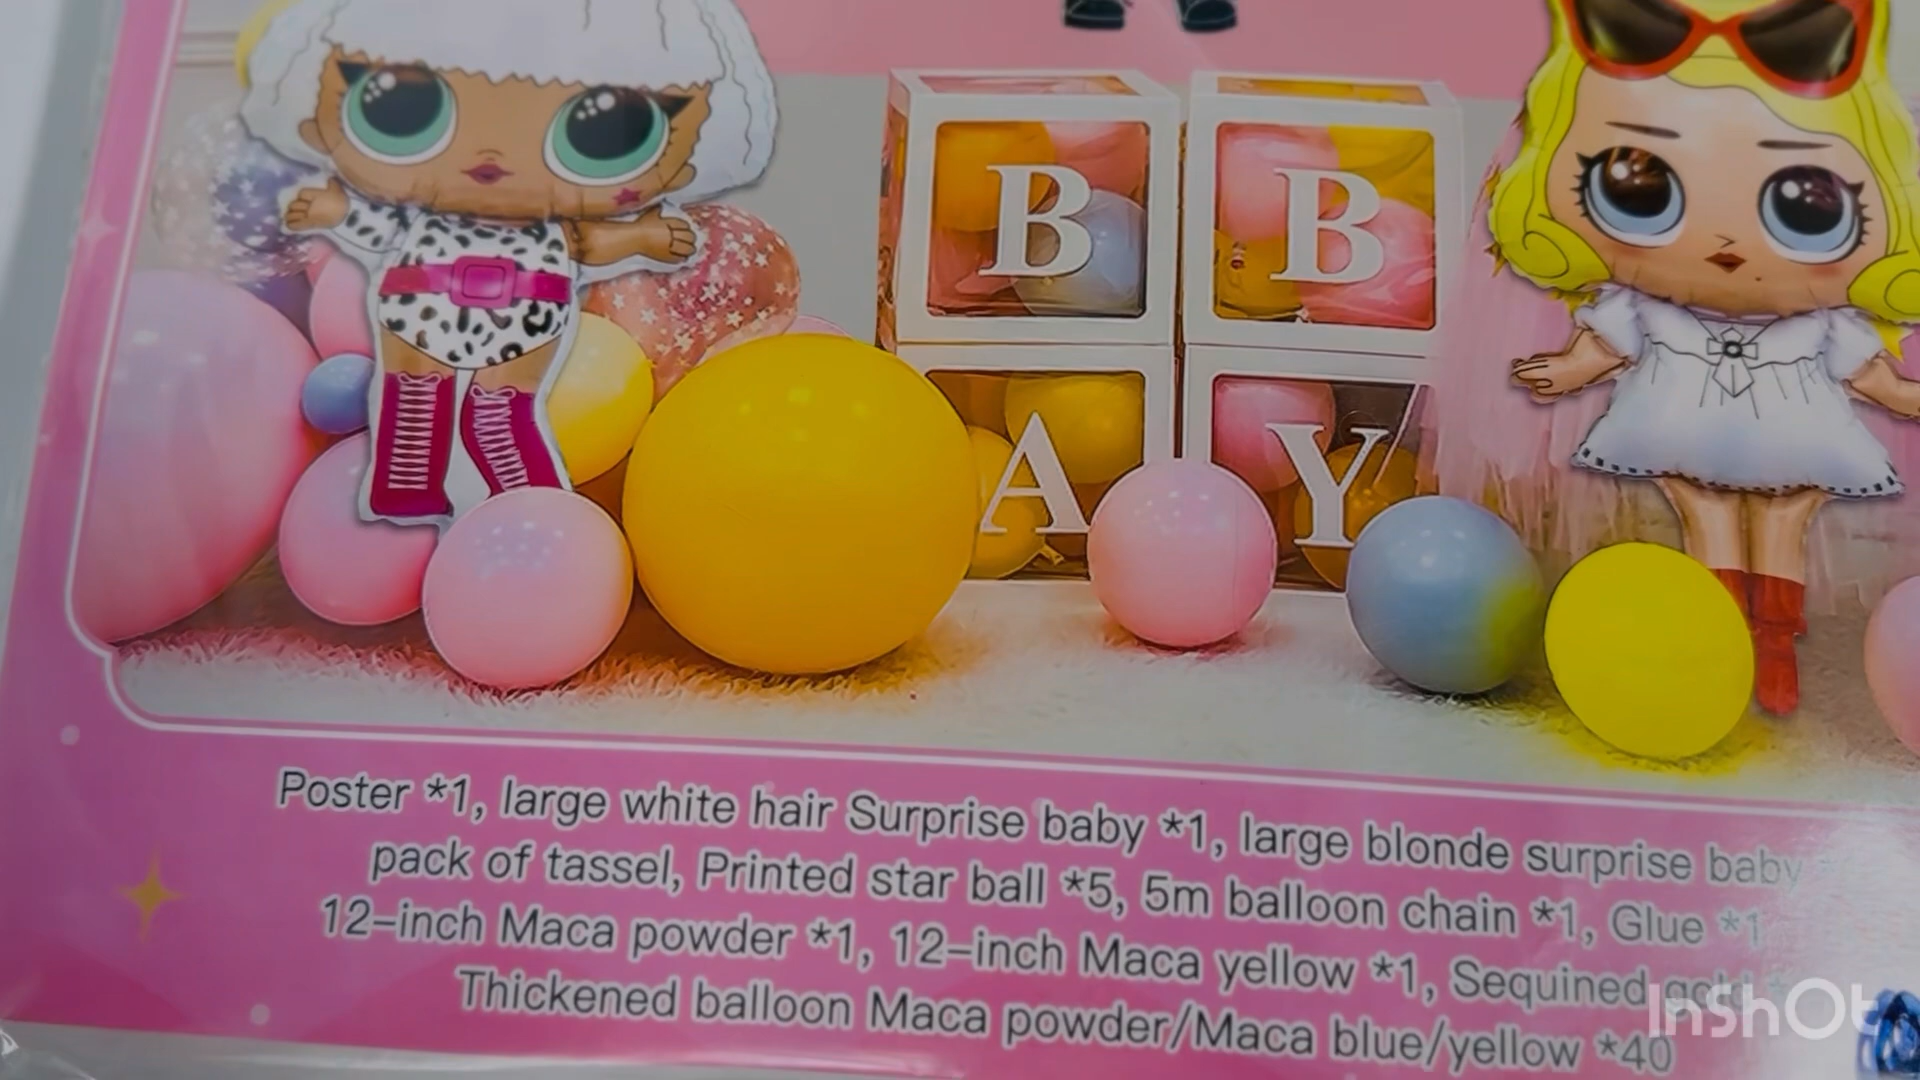 B B
A Y
Poster *1, large white hair Surprise baby *1, large blonde surprise baby
pack of tassel, Printed star ball *5, 5m balloon chain *1, Glue *1
12-inch Maca powder *1, 12-inch Maca yellow *1, Sequined gold
Thickened balloon Maca powder/Maca blue/yellow *40
InShOt